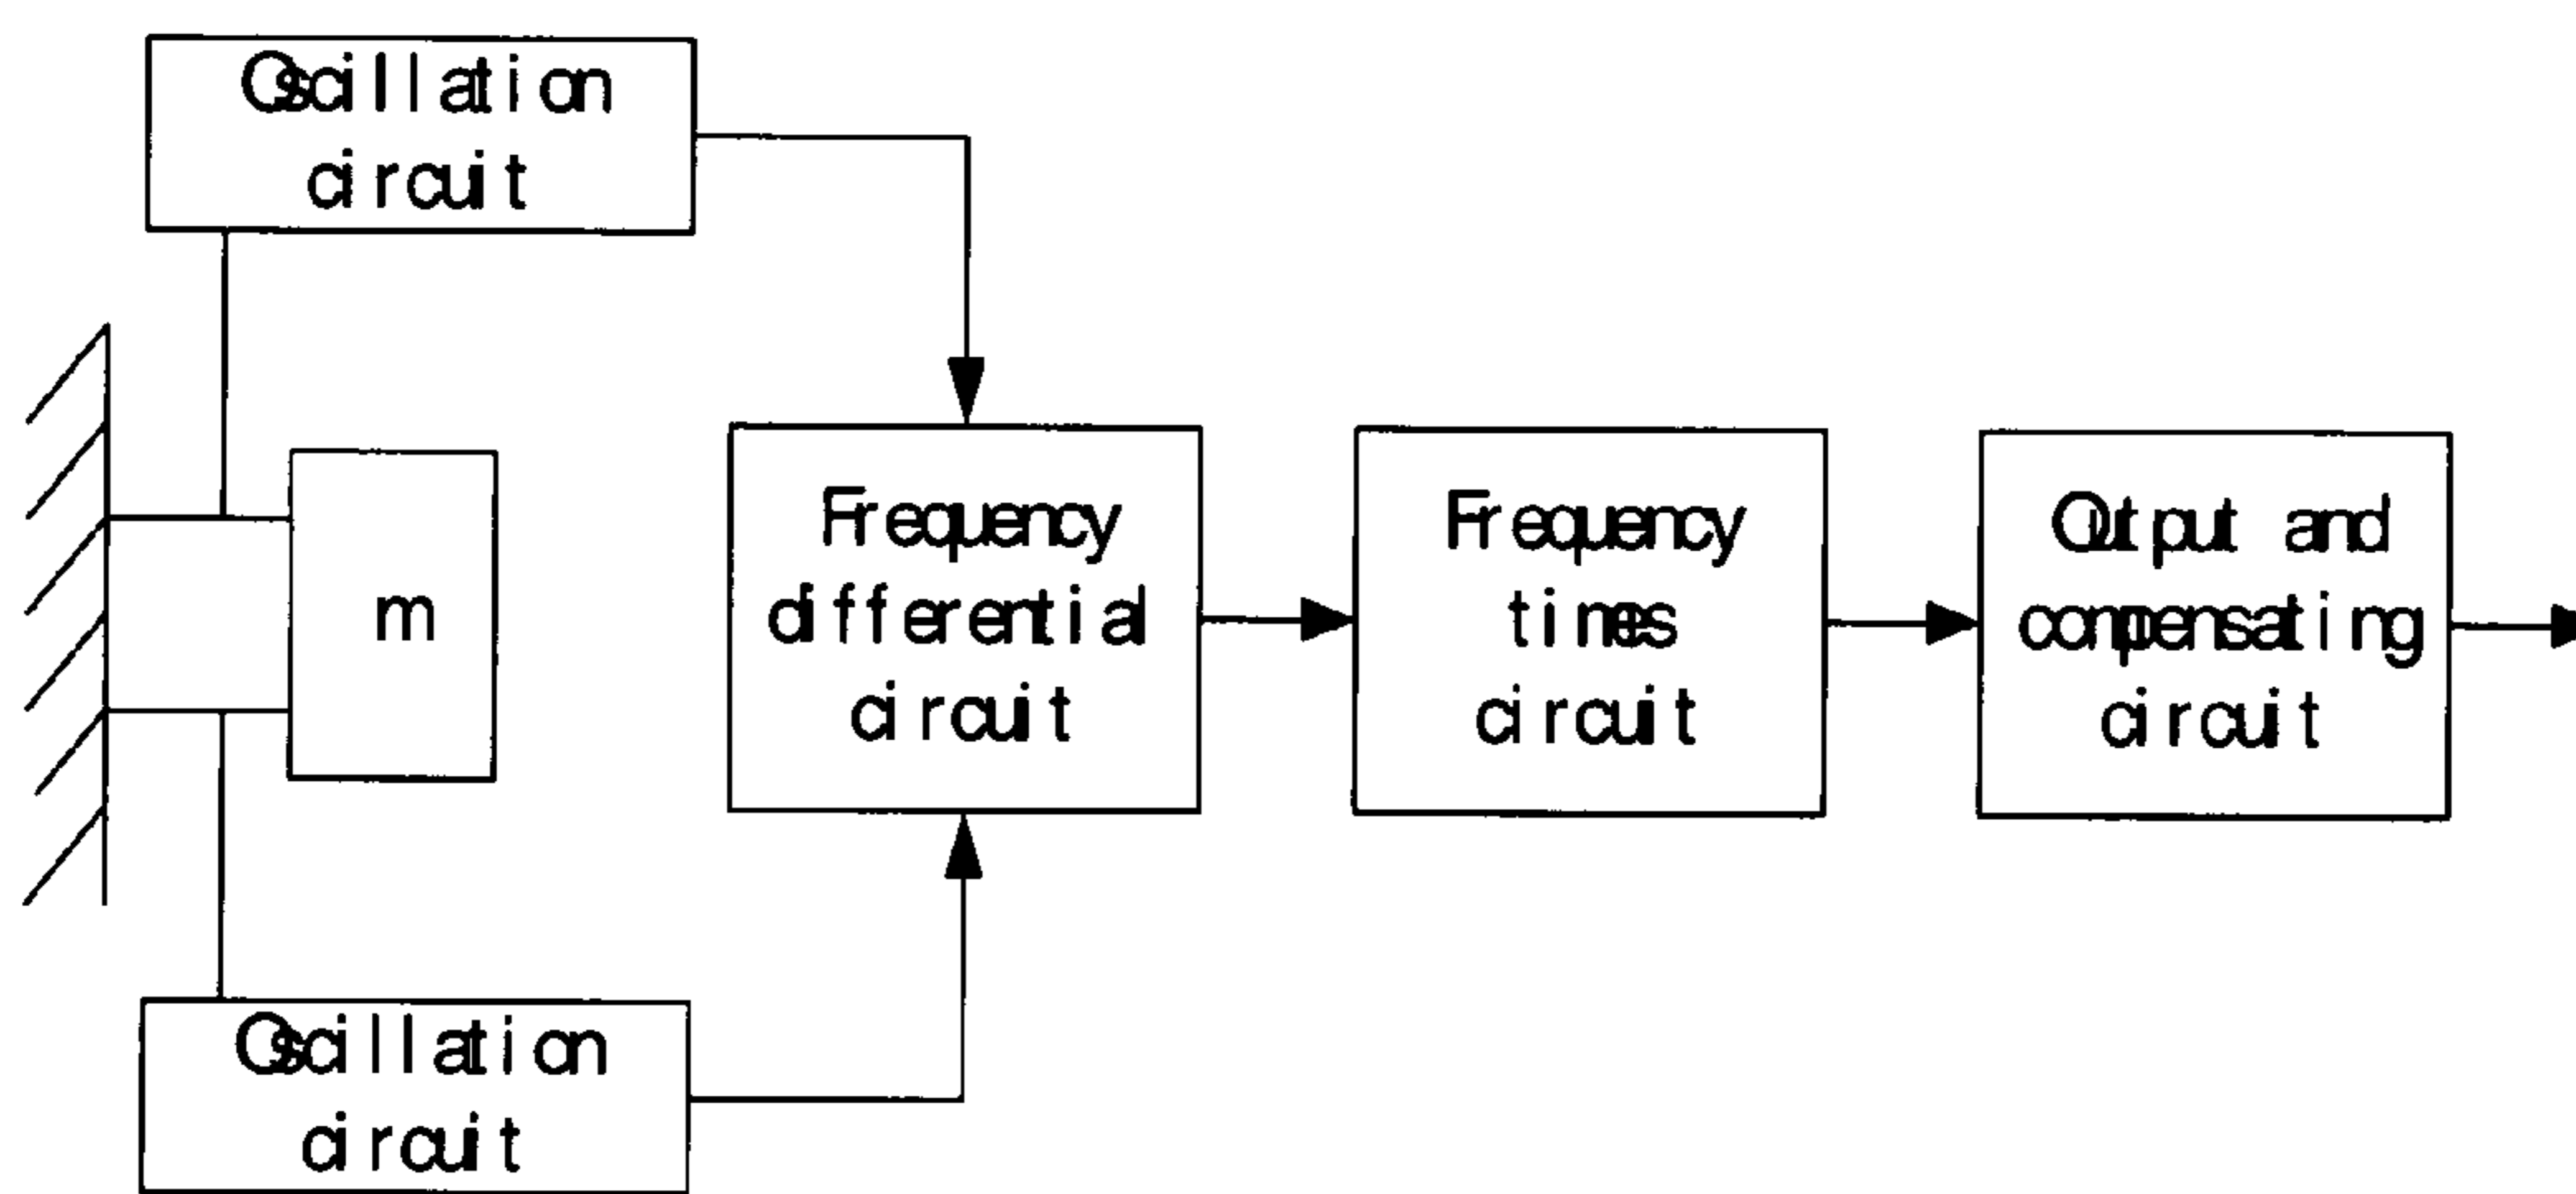 Oscillation
circuit
m
Frequency
differential
circuit
Frequency
times
circuit
Output and
compensating
circuit
Oscillation
circuit